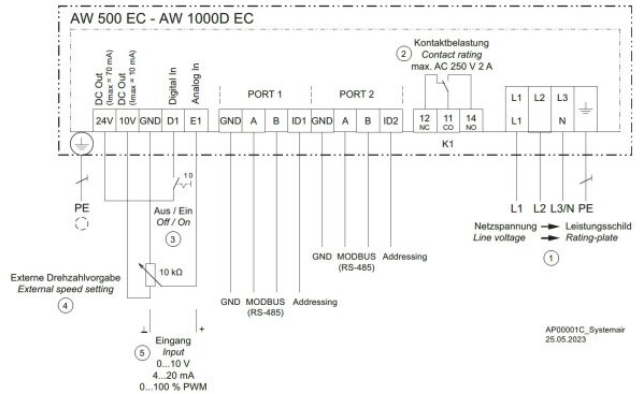 AW 500 EC - AW 1000D EC
DC Out
(Imax = 70 mA)
DC Out
(Imax = 10 mA)
Digital In
Analog In
PORT 1
PORT 2
2
Kontaktbelastung
Contact rating
max. AC 250 V 2 A
24V 10V GND D1 E1
GND A B ID1 GND A B ID2
12
NC
11
CO
14
NO
K1
L1 L2 L3
L1 N
PE
1 0
Aus / Ein
Off / On
3
10 kΩ
Externe Drehzahlvorgabe
External speed setting
4
GND MODBUS Addressing
(RS-485)
GND MODBUS Addressing
(RS-485)
L1 L2 L3/N PE
Netzspannung Leistungsschild
Line voltage Rating-plate
1
⊥ +
5
Eingang
Input
0...10 V
4...20 mA
0...100 % PWM
AP00001C_Systemair
25.05.2023